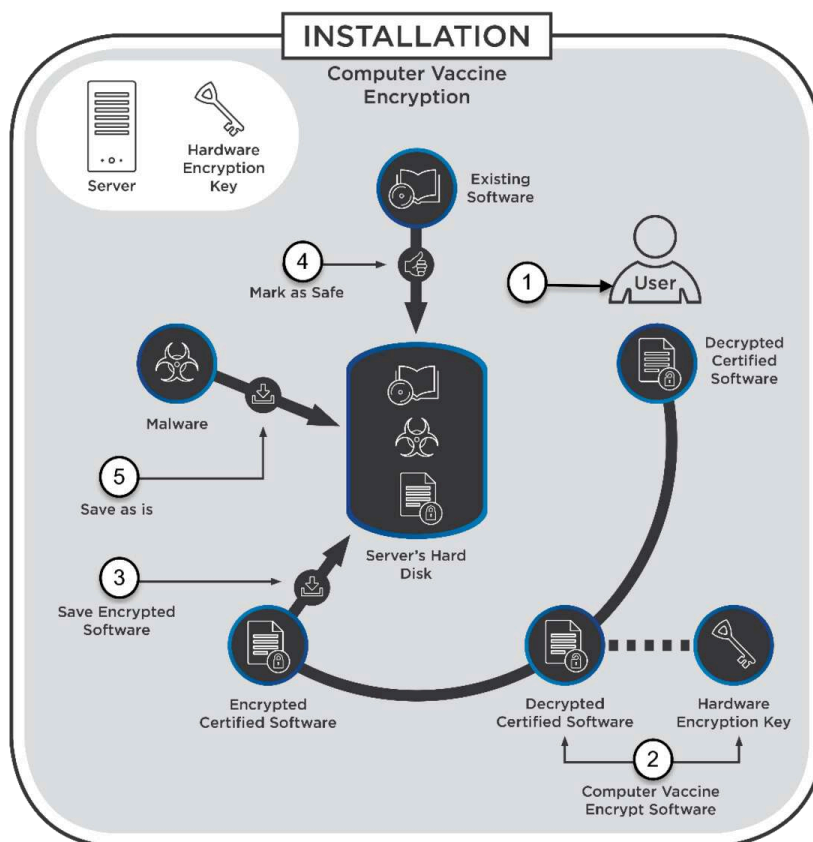 INSTALLATION
Computer Vaccine
Encryption
Server
Hardware
Encryption
Key
Existing
Software
4
Mark as Safe
1
User
Decrypted
Certified
Software
Malware
5
Save as is
Server's Hard
Disk
3
Save Encrypted
Software
Encrypted
Certified Software
Decrypted
Certified Software
Hardware
Encryption Key
2
Computer Vaccine
Encrypt Software